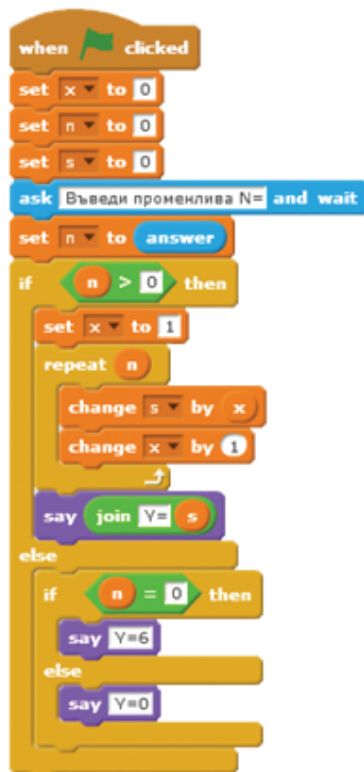 when clicked
set x to 0
set n to 0
set s to 0
ask Въведи променлива N= and wait
set n to answer
if n > 0 then
set x to 1
repeat n
change s by x
change x by 1
say join Y= s
else
if n = 0 then
say Y=6
else
say Y=0